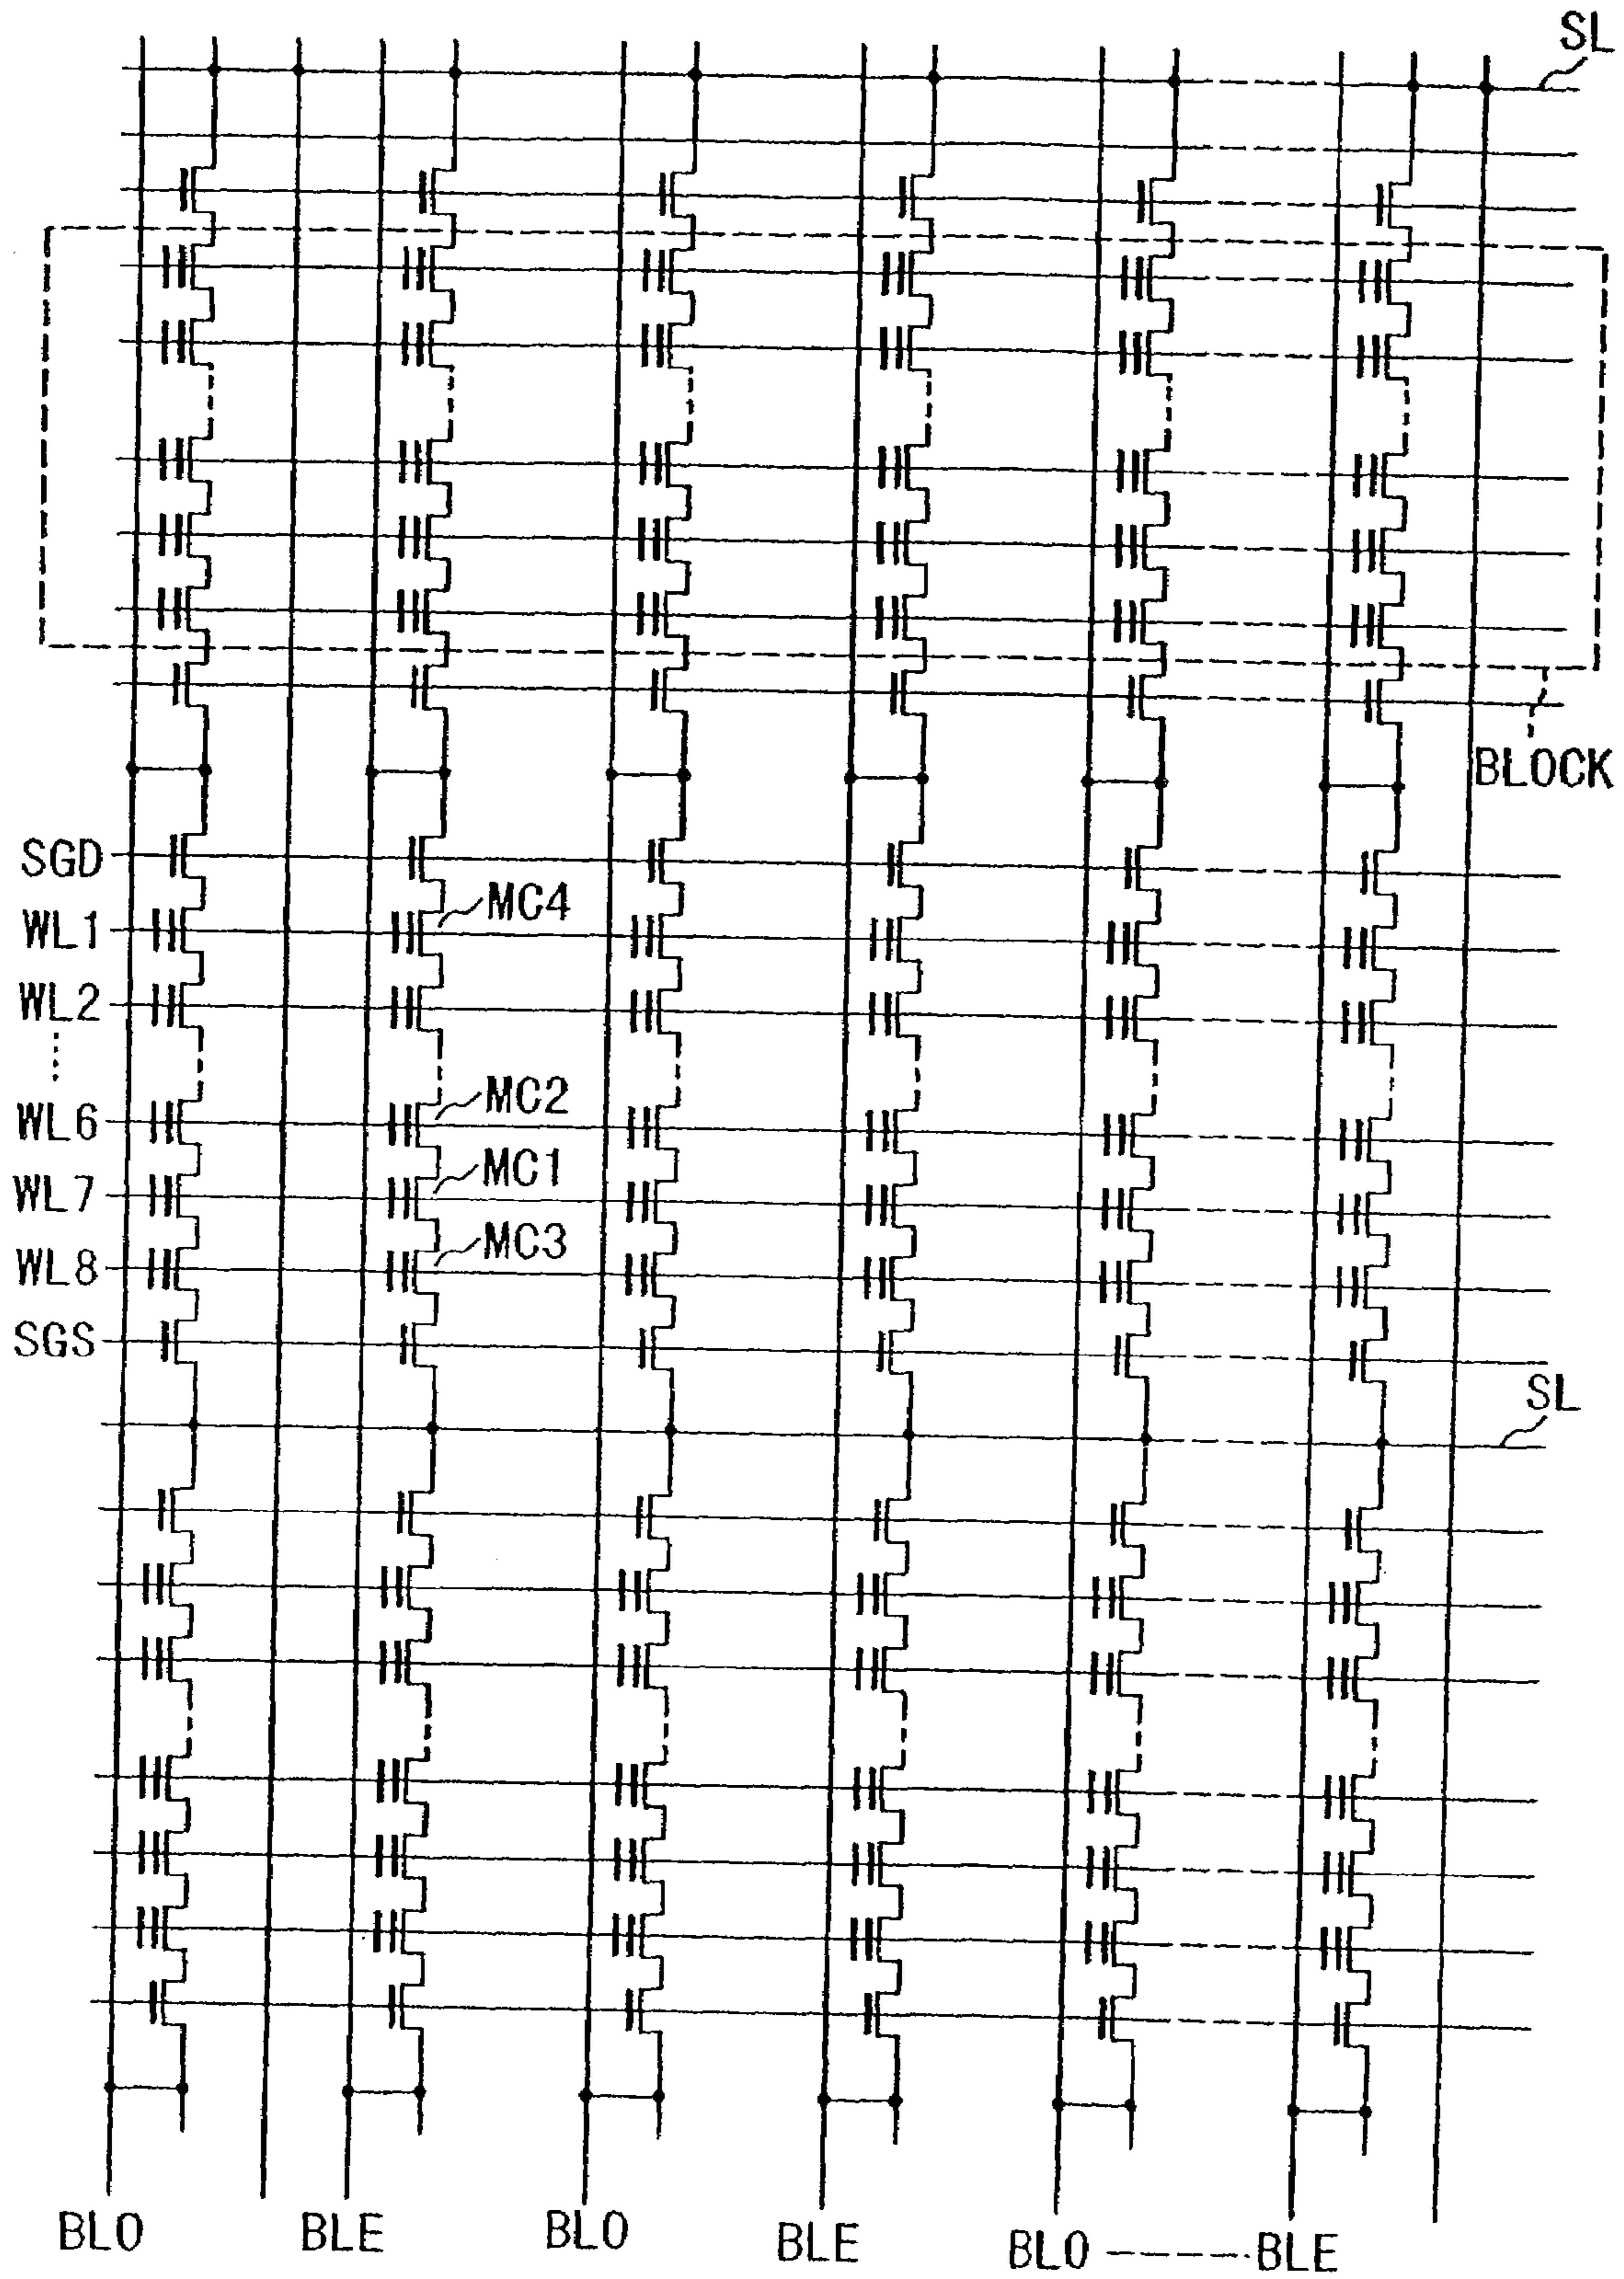 SL
BLOCK
SGD
MC4
WL1
WL2
MC2
WL6
MC1
WL7
MC3
WL8
SGS
SL
BLO BLE BLO BLE BLO BLE